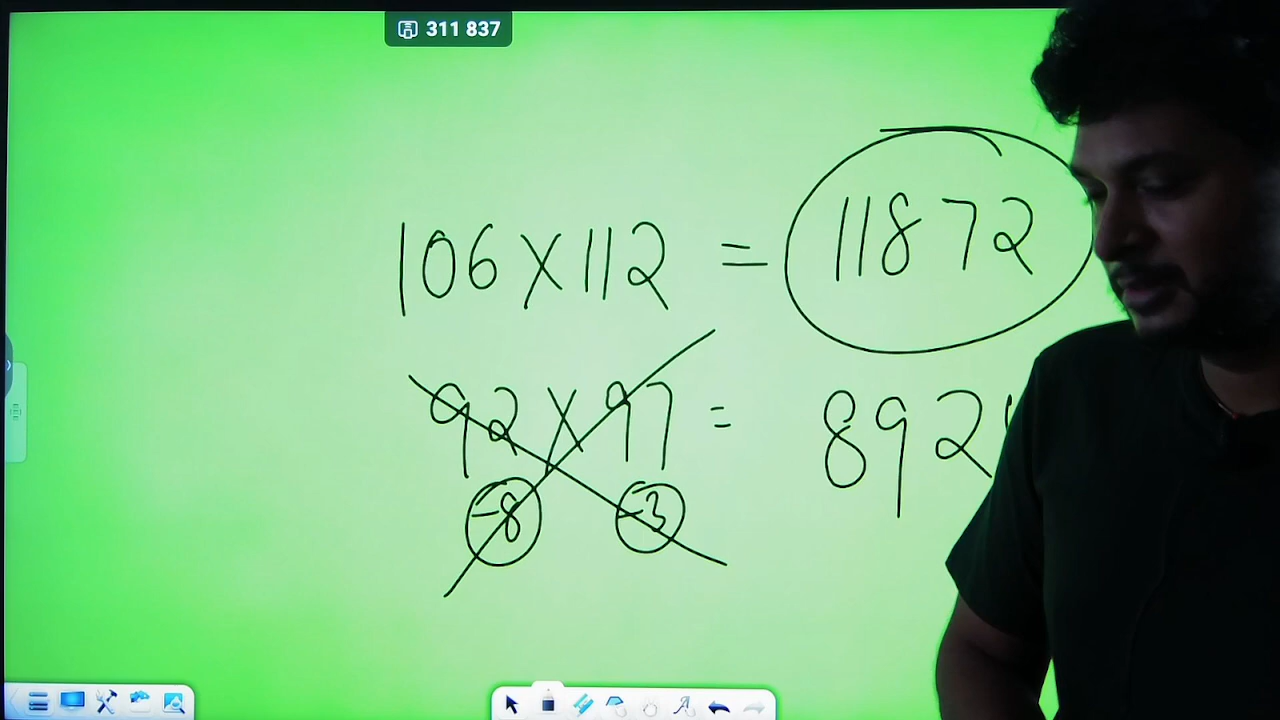 311 837
106 X 112 = 11872
92 X 97 = 892
-8 -3